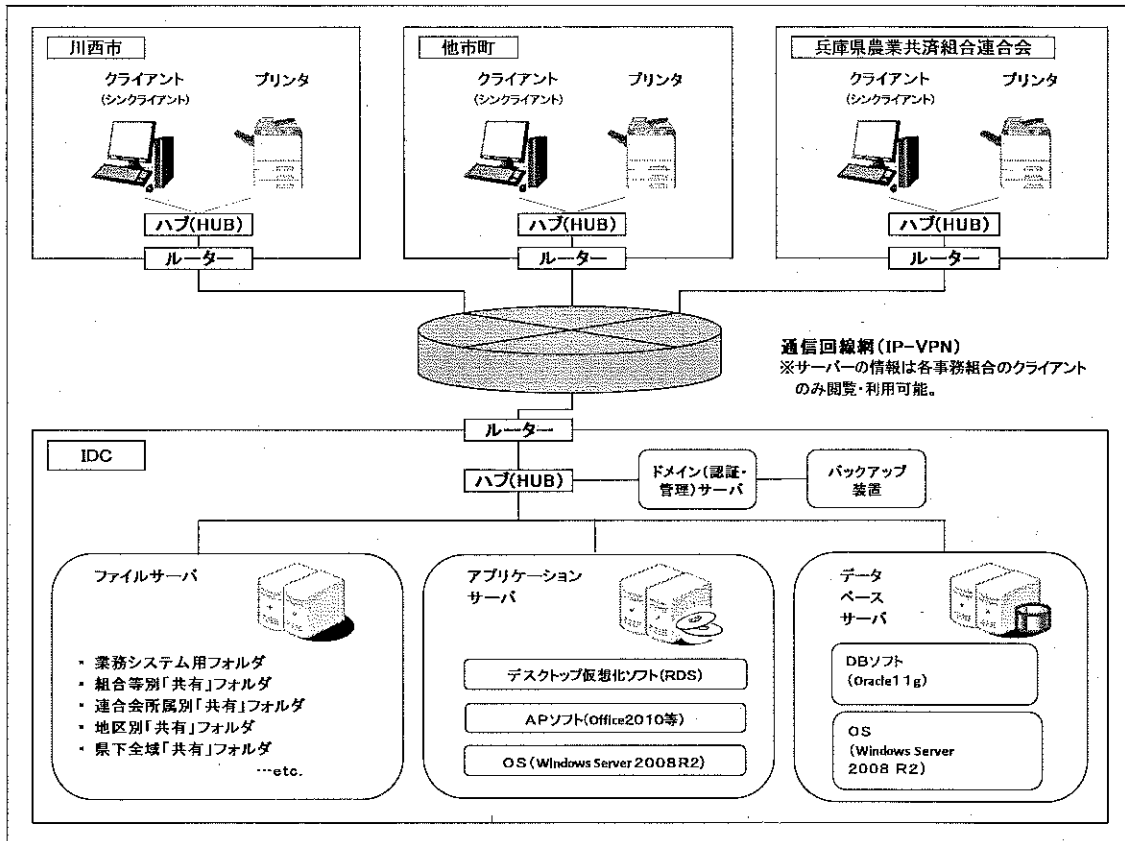 川西市
クライアント
(シンクライアント)
プリンタ
ハブ(HUB)
ルーター
他市町
クライアント
(シンクライアント)
プリンタ
ハブ(HUB)
ルーター
兵庫県農業共済組合連合会
クライアント
(シンクライアント)
プリンタ
ハブ(HUB)
ルーター
通信回線網(IP-VPN)
※サーバーの情報は各事務組合のクライアント
のみ閲覧・利用可能。
ルーター
IDC
ハブ(HUB)
ドメイン(認証・
管理)サーバ
バックアップ
装置
ファイルサーバ
・ 業務システム用フォルダ
・ 組合等別「共有」フォルダ
・ 連合会所属別「共有」フォルダ
・ 地区別「共有」フォルダ
・ 県下全域「共有」フォルダ
…etc.
アプリケーション
サーバ
デスクトップ仮想化ソフト(RDS)
APソフト(Office2010等)
OS(Windows Server 2008R2)
データ
ベース
サーバ
DBソフト
(Oracle11g)
OS
(Windows Server
2008 R2)